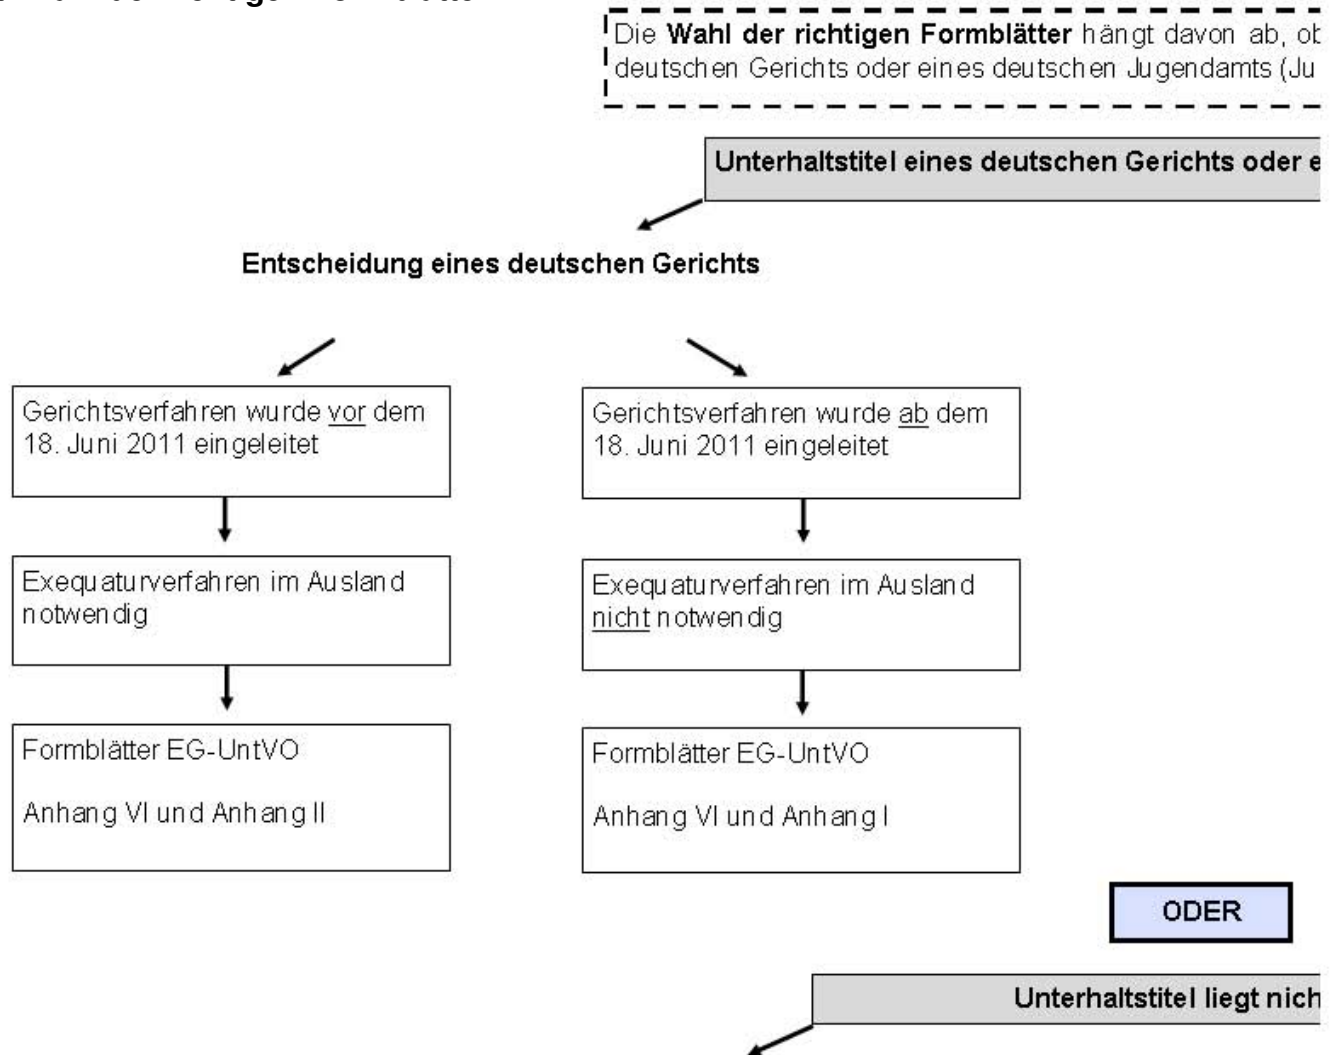 Die Wahl der richtigen Formblätter hängt davon ab, ob
deutschen Gerichts oder eines deutschen Jugendamts (Ju
Unterhaltstitel eines deutschen Gerichts oder e
Entscheidung eines deutschen Gerichts
Gerichtsverfahren wurde vor dem
18. Juni 2011 eingeleitet
Exequaturverfahren im Ausland
notwendig
Formblätter EG-UntVO
Anhang VI und Anhang II
Gerichtsverfahren wurde ab dem
18. Juni 2011 eingeleitet
Exequaturverfahren im Ausland
nicht notwendig
Formblätter EG-UntVO
Anhang VI und Anhang I
ODER
Unterhaltstitel liegt nich